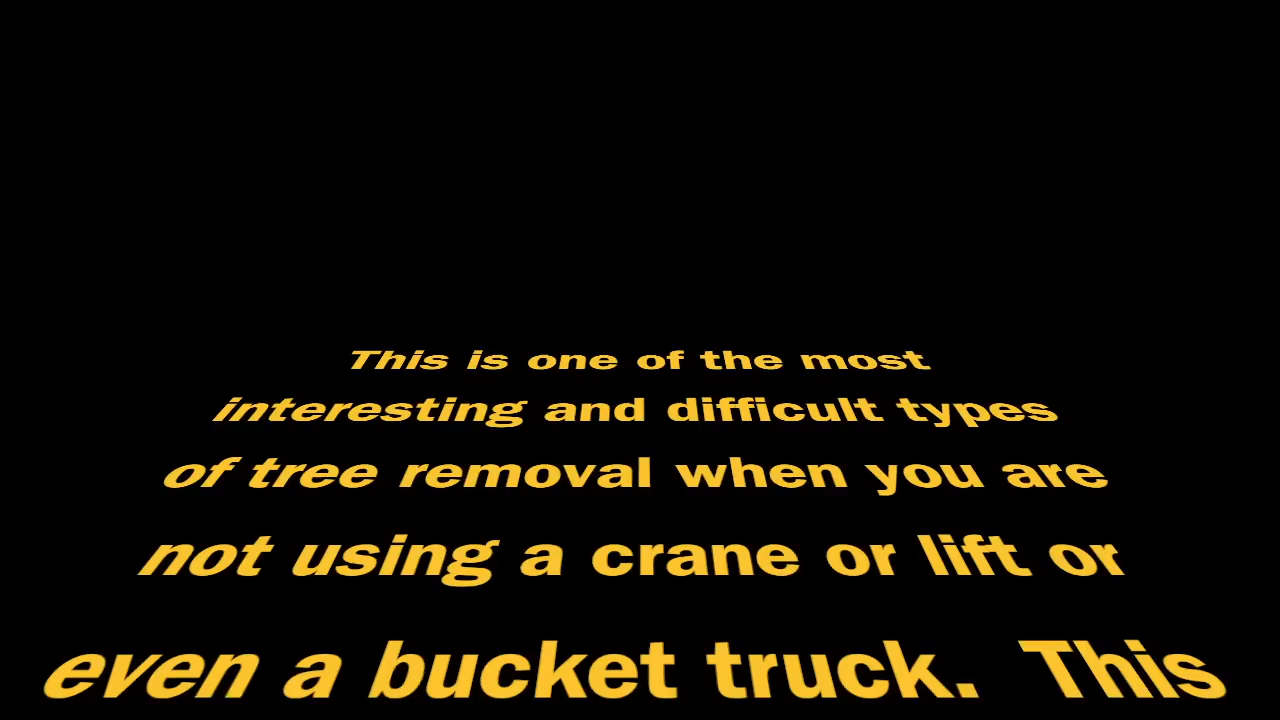 This is one of the most
interesting and difficult types
of tree removal when you are
not using a crane or lift or
even a bucket truck.  This